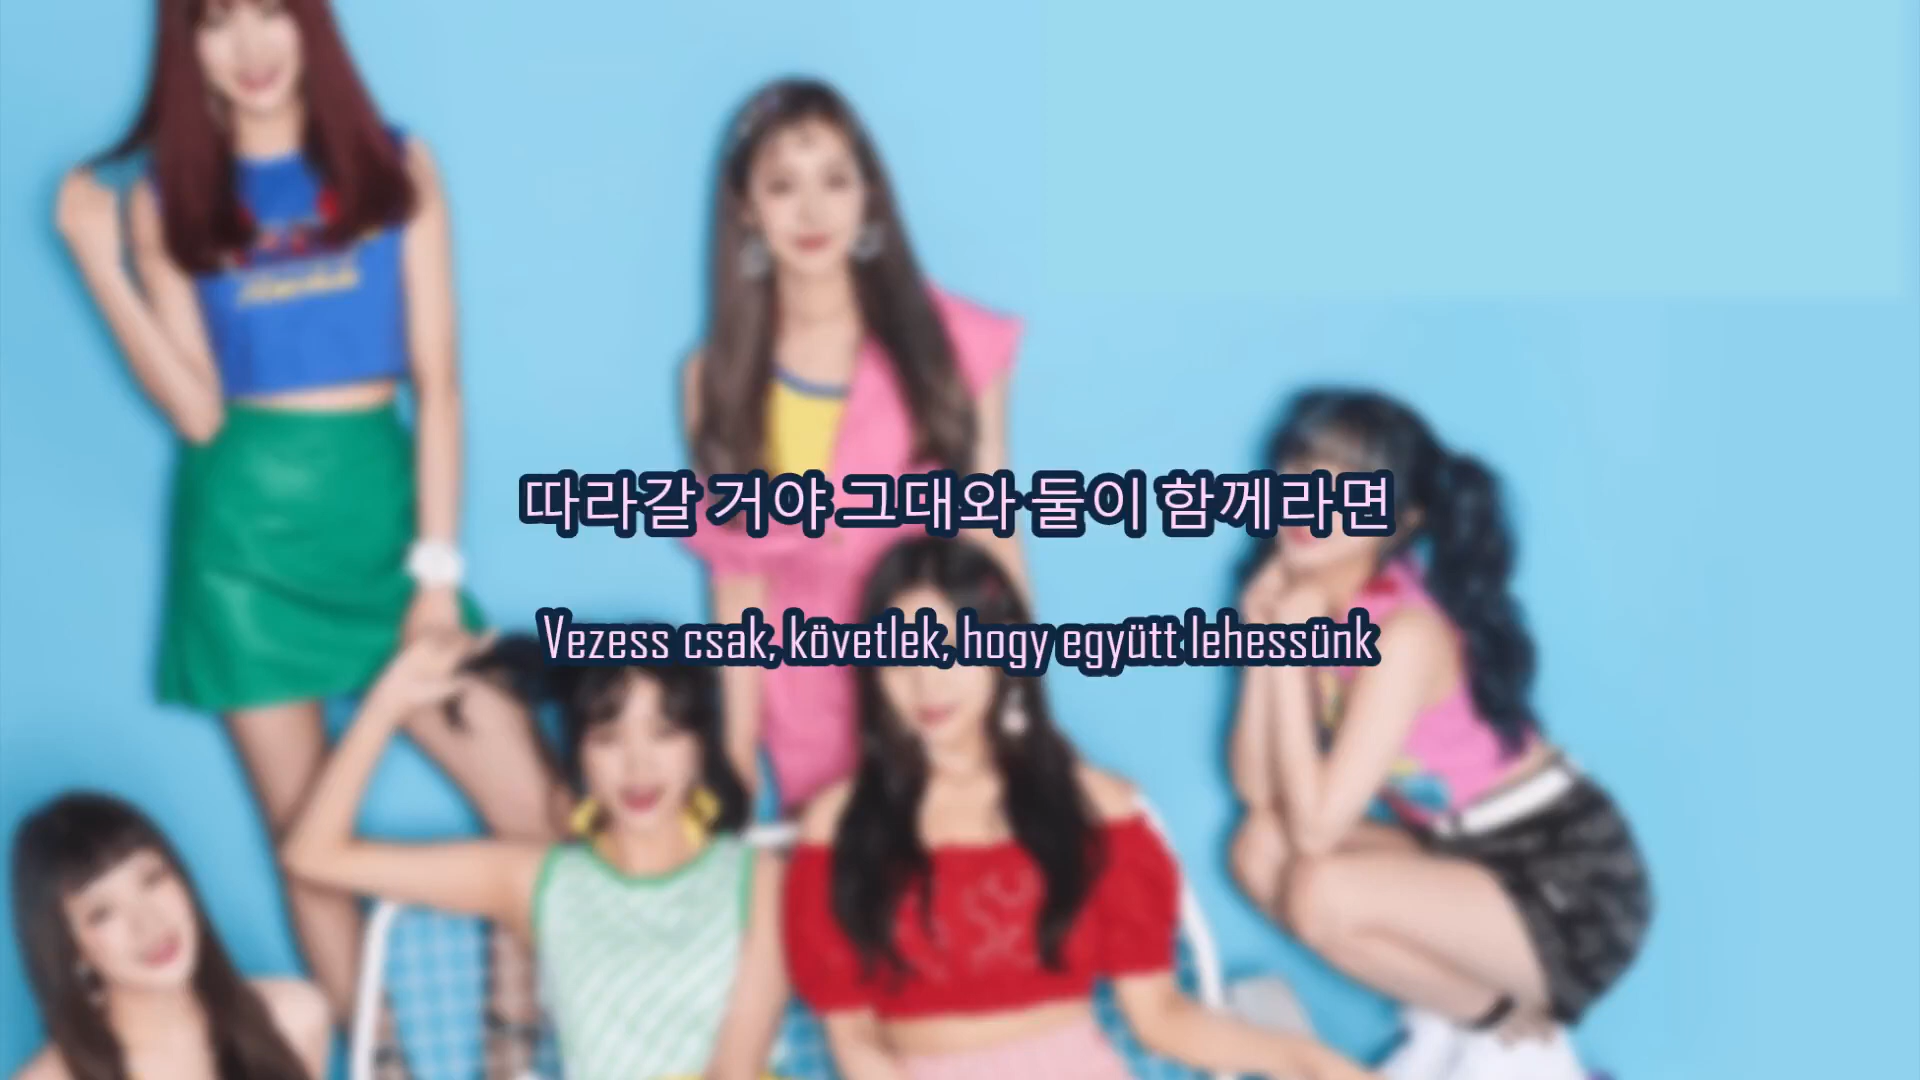 따라갈 거야 그대와 둘이 함께라면
Vezess csak, követlek, hogy együtt lehessünk